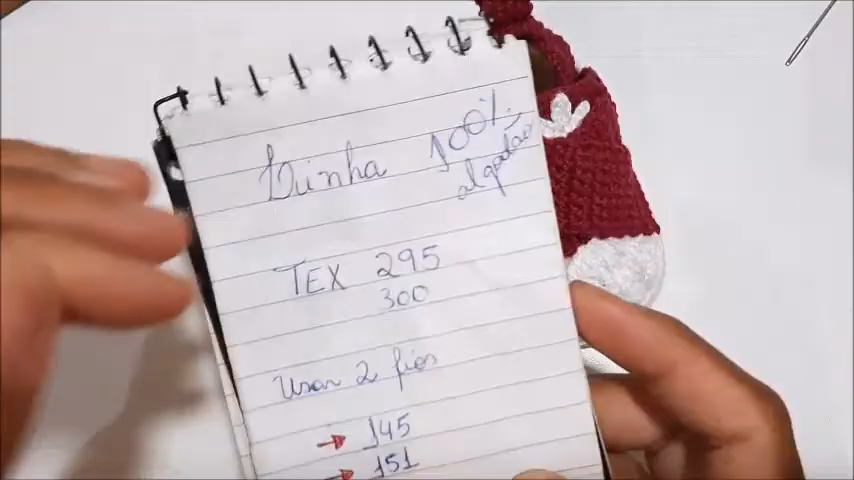 Linha 100%
algodão
TEX 295
300
Usar 2 fios
→ 145
→ 151